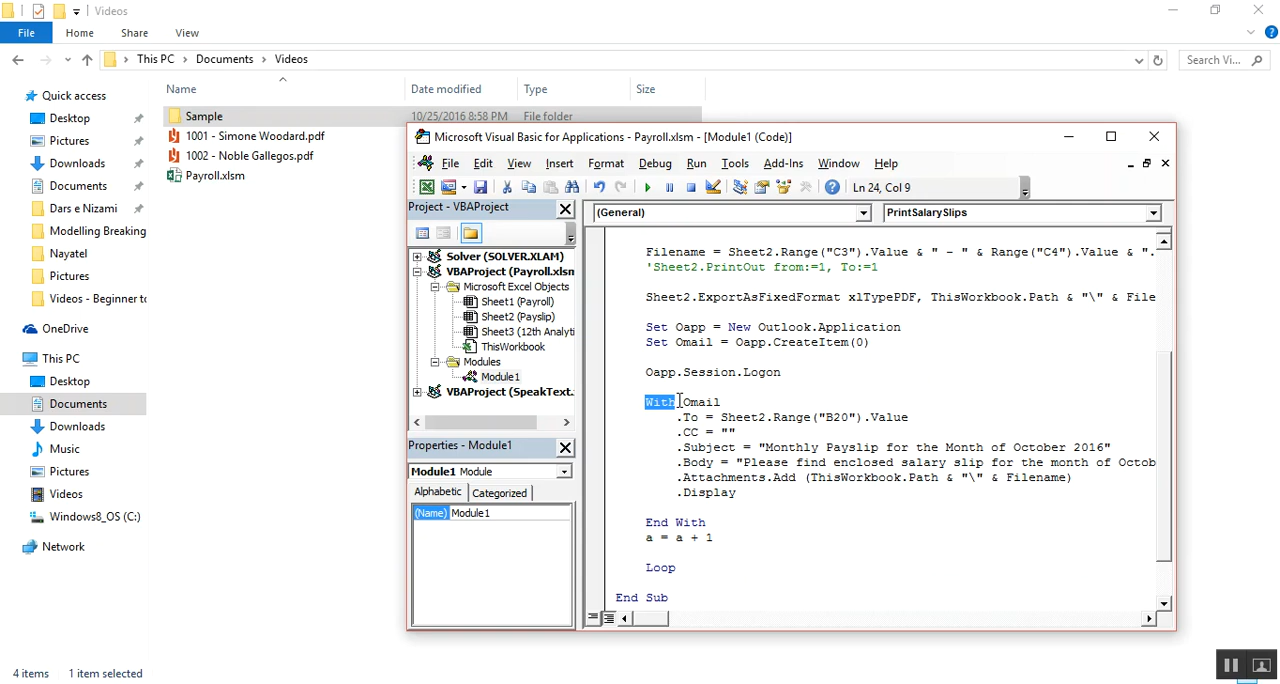 Videos
File Home Share View
This PC > Documents > Videos
Search Vi...
Quick access
Desktop
Pictures
Downloads
Documents
Dars e Nizami
Modelling Breaking
Nayatel
Pictures
Videos - Beginner to
OneDrive
This PC
Desktop
Documents
Downloads
Music
Pictures
Videos
Windows8_OS (C:)
Network
Name Date modified Type Size
Sample 10/25/2016 8:58 PM File folder
1001 - Simone Woodard.pdf
1002 - Noble Gallegos.pdf
Payroll.xlsm
Microsoft Visual Basic for Applications - Payroll.xlsm - [Module1 (Code)]
File Edit View Insert Format Debug Run Tools Add-Ins Window Help
Ln 24, Col 9
Project - VBAProject
Solver (SOLVER.XLAM)
VBAProject (Payroll.xlsn
Microsoft Excel Objects
Sheet1 (Payroll)
Sheet2 (Payslip)
Sheet3 (12th Analyti
ThisWorkbook
Modules
Module1
VBAProject (SpeakText.
Properties - Module1
Module1 Module
Alphabetic Categorized
(Name) Module1
(General) PrintSalarySlips
Filename = Sheet2.Range("C3").Value & " - " & Range("C4").Value & ".
'Sheet2.PrintOut from:=1, To:=1
Sheet2.ExportAsFixedFormat xlTypePDF, ThisWorkbook.Path & "\" & File
Set Oapp = New Outlook.Application
Set Omail = Oapp.CreateItem(0)
Oapp.Session.Logon
With Omail
.To = Sheet2.Range("B20").Value
.CC = ""
.Subject = "Monthly Payslip for the Month of October 2016"
.Body = "Please find enclosed salary slip for the month of Octob
.Attachments.Add (ThisWorkbook.Path & "\" & Filename)
.Display
End With
a = a + 1
Loop
End Sub
4 items 1 item selected